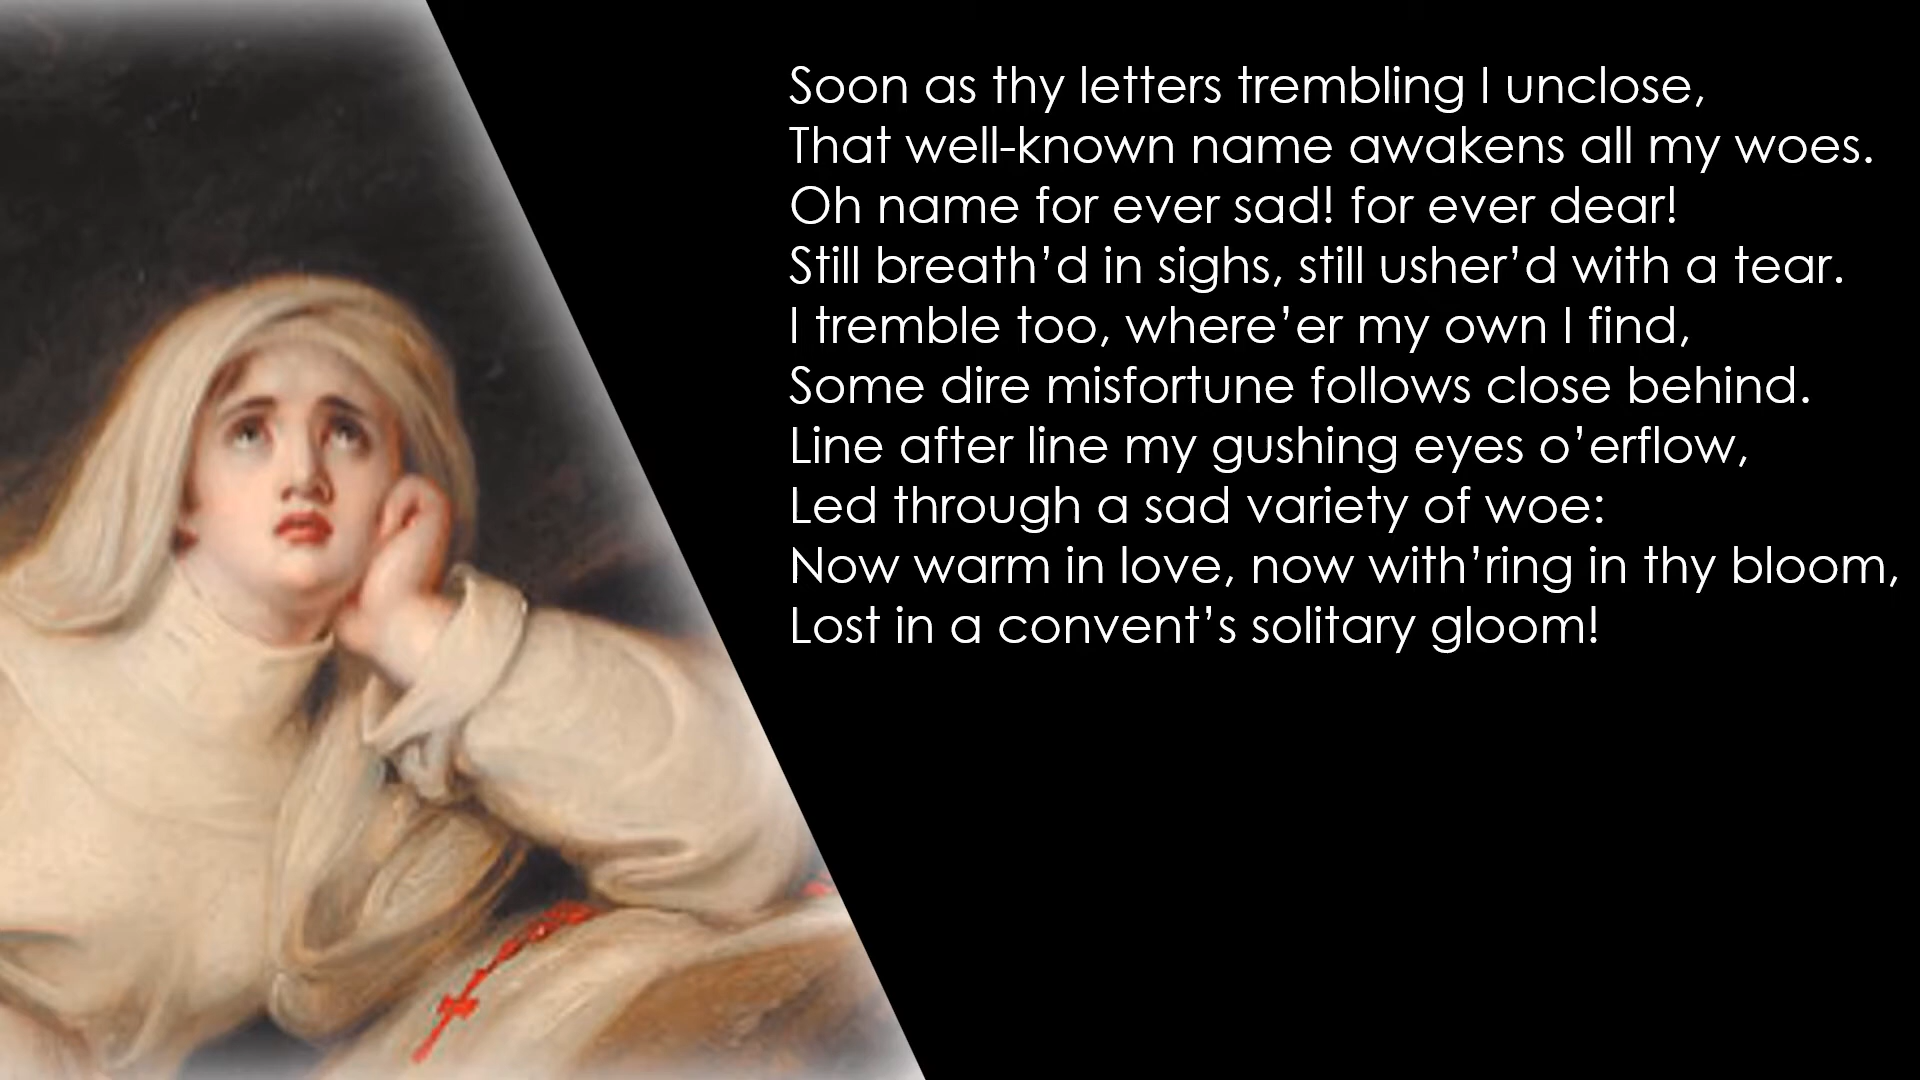 Soon as thy letters trembling I unclose,
That well-known name awakens all my woes.
Oh name for ever sad! for ever dear!
Still breath’d in sighs, still usher’d with a tear.
I tremble too, where’er my own I find,
Some dire misfortune follows close behind.
Line after line my gushing eyes o’erflow,
Led through a sad variety of woe:
Now warm in love, now with’ring in thy bloom,
Lost in a convent’s solitary gloom!